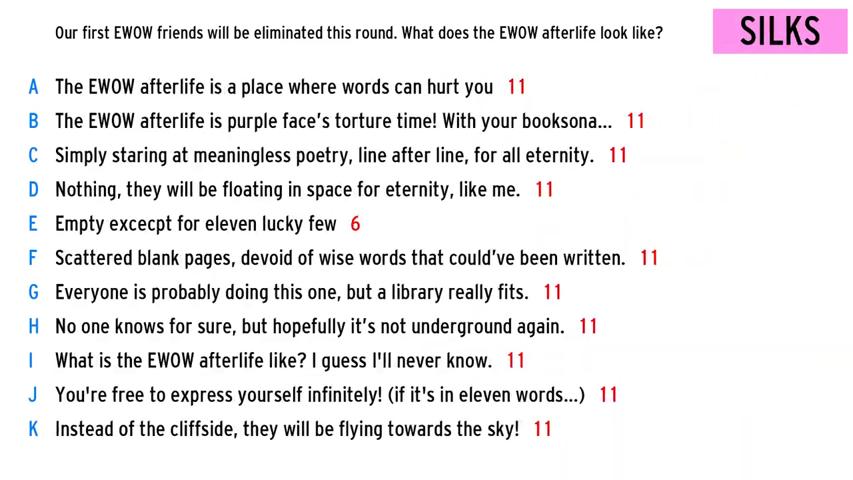 Our first EWOW friends will be eliminated this round. What does the EWOW afterlife look like?
SILKS
A The EWOW afterlife is a place where words can hurt you 11
B The EWOW afterlife is purple face's torture time! With your booksona... 11
C Simply staring at meaningless poetry, line after line, for all eternity. 11
D Nothing, they will be floating in space for eternity, like me. 11
E Empty excecpt for eleven lucky few 6
F Scattered blank pages, devoid of wise words that could've been written. 11
G Everyone is probably doing this one, but a library really fits. 11
H No one knows for sure, but hopefully it's not underground again. 11
I What is the EWOW afterlife like? I guess I'll never know. 11
J You're free to express yourself infinitely! (if it's in eleven words...) 11
K Instead of the cliffside, they will be flying towards the sky! 11